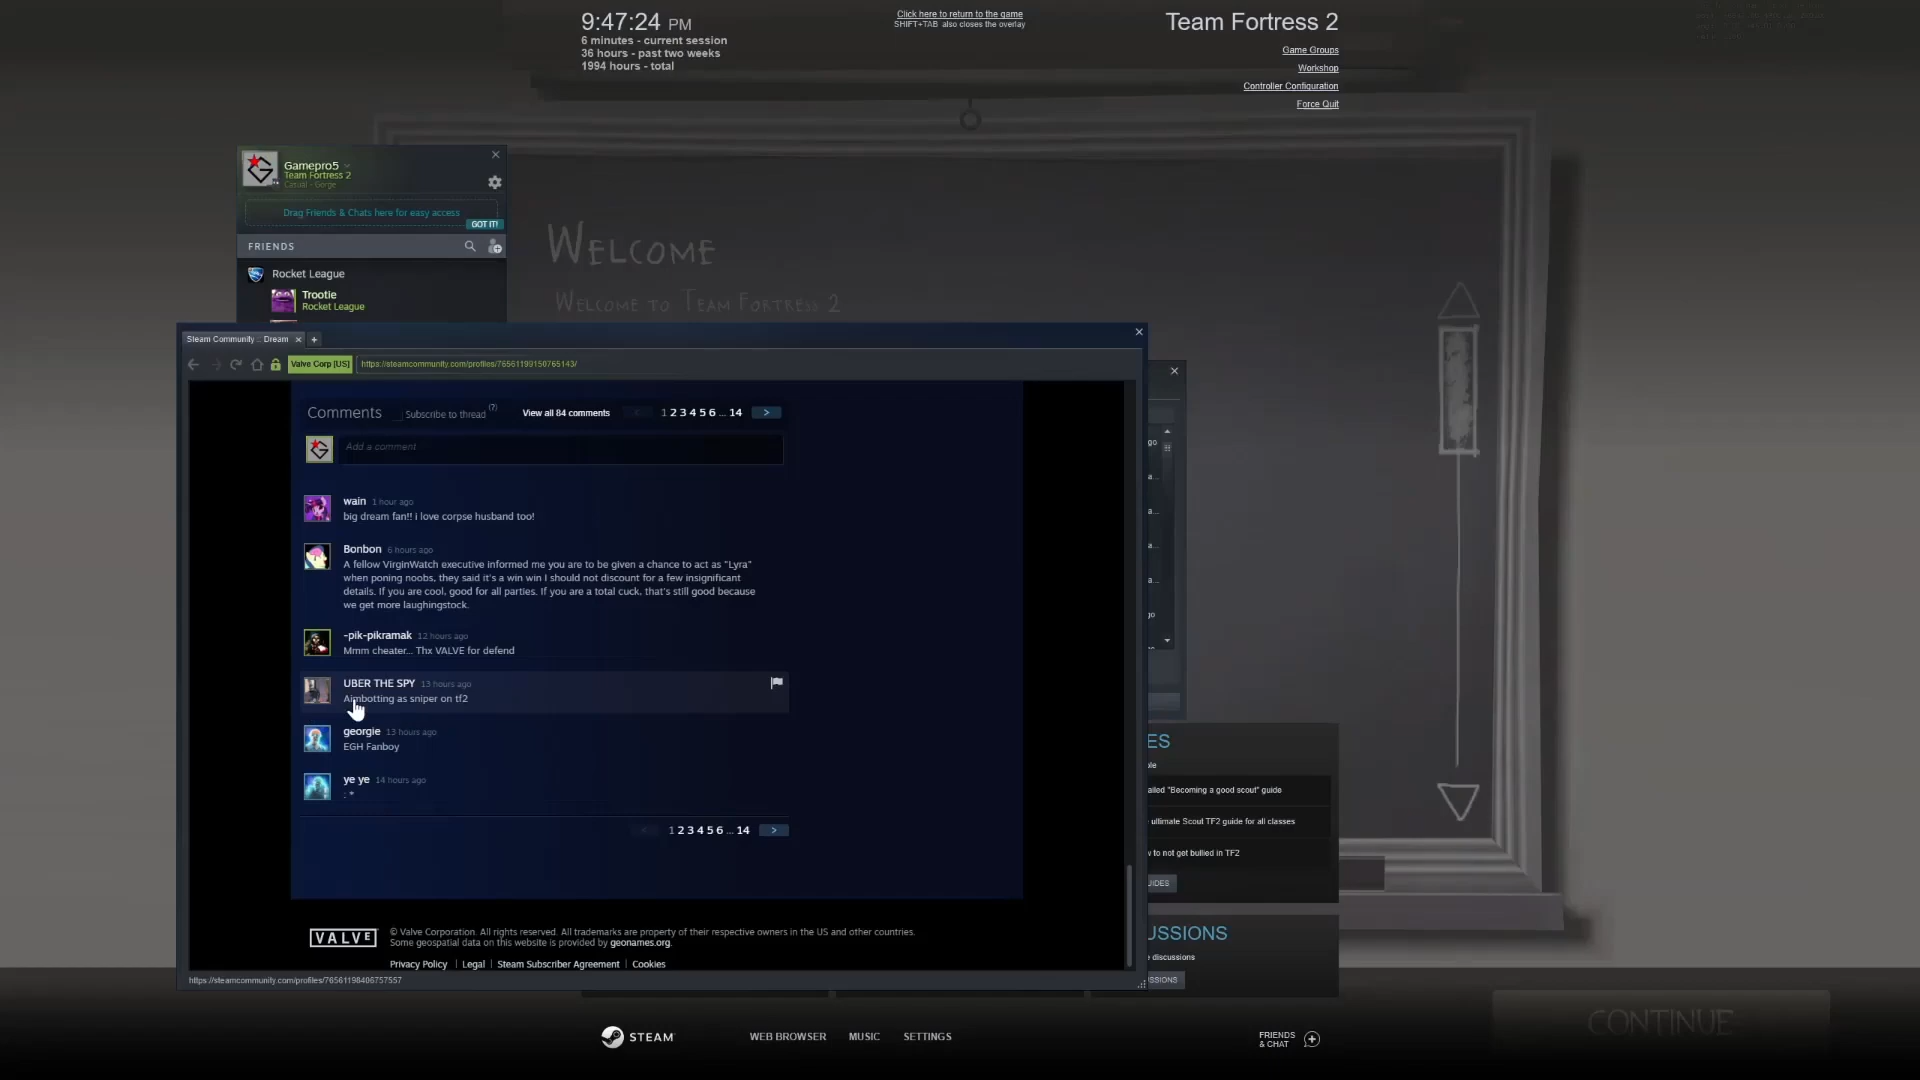 9:47:24 PM
6 minutes - current session
36 hours - past two weeks
1994 hours - total
Click here to return to the game
SHIFT+TAB also closes the overlay
Team Fortress 2
Game Groups
Workshop
Controller Configuration
Force Quit
Gamepro5
Team Fortress 2
Casual - Gorge
Drag Friends & Chats here for easy access
GOT IT!
FRIENDS
Rocket League
Trootie
Rocket League
WELCOME
WELCOME TO TEAM FORTRESS 2
Steam Community :: Dream
Valve Corp [US]
https://steamcommunity.com/profiles/76561199150765143/
Comments
Subscribe to thread (?)
View all 84 comments
< 1 2 3 4 5 6 ... 14 >
Add a comment
wain 1 hour ago
big dream fan!! i love corpse husband too!
Bonbon 6 hours ago
A fellow VirginWatch executive informed me you are to be given a chance to act as "Lyra"
when poning noobs, they said it's a win win I should not discount for a few insignificant
details. If you are cool, good for all parties. If you are a total cuck, that's still good because
we get more laughingstock.
-pik-pikramak 12 hours ago
Mmm cheater... Thx VALVE for defend
UBER THE SPY 13 hours ago
Aimbotting as sniper on tf2
georgie 13 hours ago
EGH Fanboy
ye ye 14 hours ago
: *
< 1 2 3 4 5 6 ... 14 >
VALVE
© Valve Corporation. All rights reserved. All trademarks are property of their respective owners in the US and other countries.
Some geospatial data on this website is provided by geonames.org.
Privacy Policy | Legal | Steam Subscriber Agreement | Cookies
https://steamcommunity.com/profiles/76561198406757557
go
a...
a...
a...
a...
go
ES
ailed "Becoming a good scout" guide
ultimate Scout TF2 guide for all classes
to not get bullied in TF2
UIDES
USSIONS
discussions
SSIONS
STEAM
WEB BROWSER
MUSIC
SETTINGS
FRIENDS
& CHAT
CONTINUE